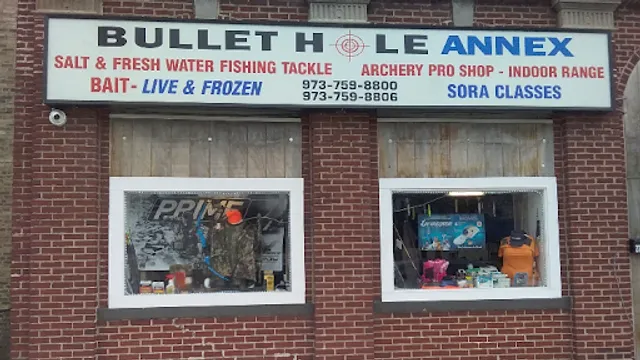 BULLET HOLE ANNEX
SALT & FRESH WATER FISHING TACKLE
ARCHERY PRO SHOP - INDOOR RANGE
BAIT- LIVE & FROZEN
973-759-8800
973-759-8806
SORA CLASSES
PRIME